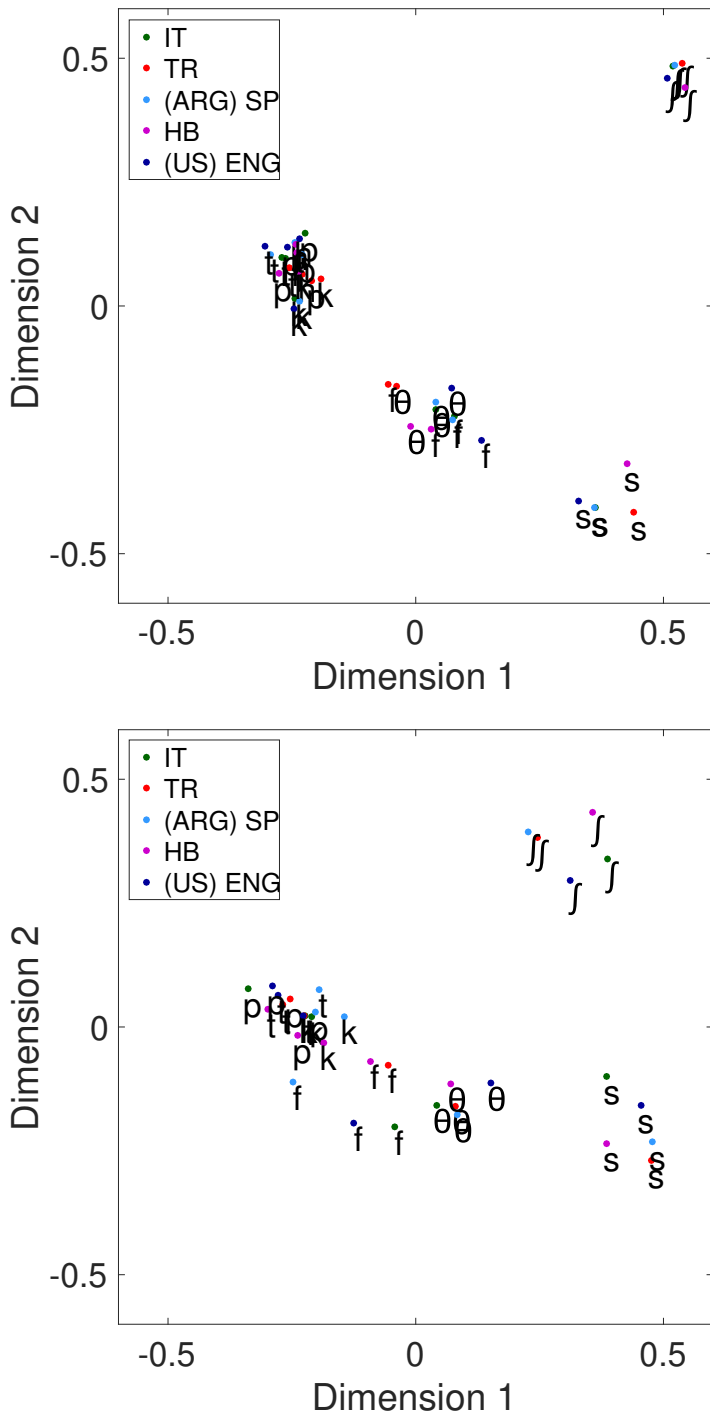 0.5
0
-0.5
Dimension 2
IT
TR
(ARG) SP
HB
(US) ENG
ʃ
ʃ
ʃ
ʃ
p
p
t
t
p
k
k
k
f
θ
θ
θ
θ
θ
f
f
f
s
s
s
s
-0.5
0
0.5
Dimension 1
0.5
0
-0.5
Dimension 2
IT
TR
(ARG) SP
HB
(US) ENG
ʃ
ʃ
ʃ
ʃ
ʃ
p
p
t
t
p
p
k
p
k
f
f
f
f
f
θ
θ
θ
θ
θ
s
s
s
s
s
-0.5
0
0.5
Dimension 1